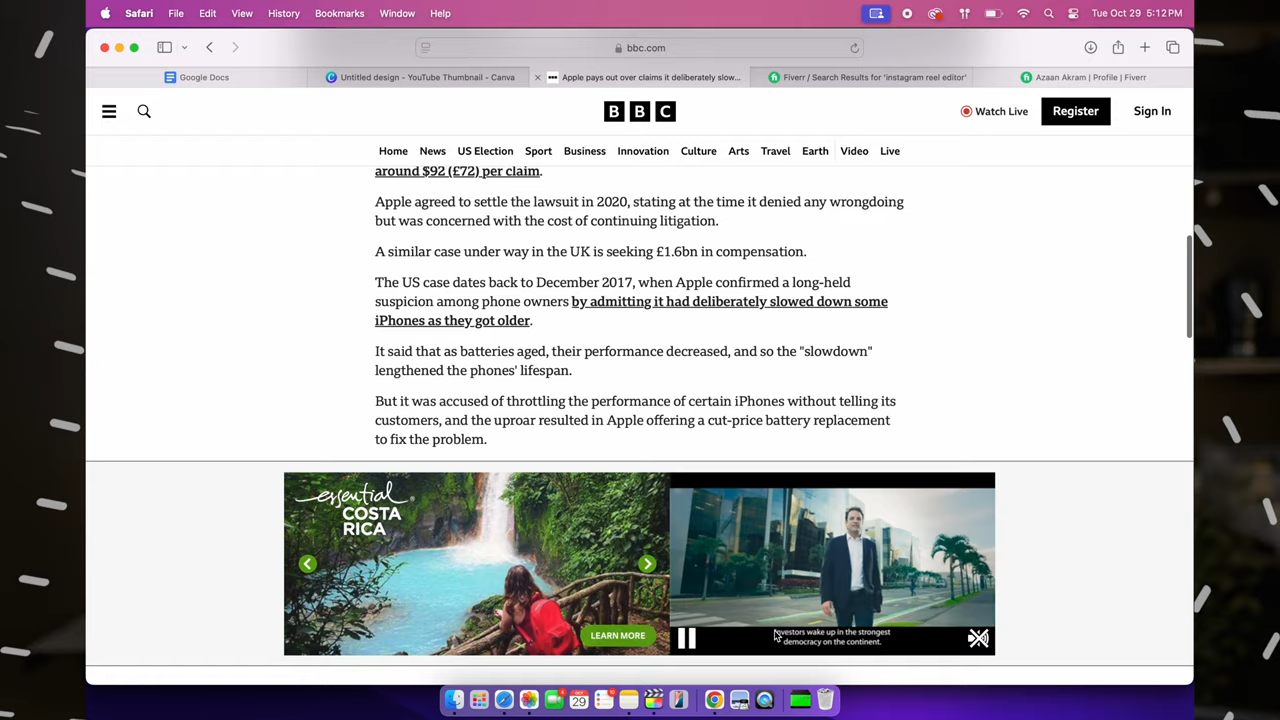 Safari File Edit View History Bookmarks Window Help Tue Oct 29 5:12 PM
bbc.com
Google Docs Untitled design - YouTube Thumbnail - Canva Apple pays out over claims it deliberately slow... Fiverr / Search Results for 'instagram reel editor' Azaan Akram | Profile | Fiverr
BBC Watch Live Register Sign In
Home News US Election Sport Business Innovation Culture Arts Travel Earth Video Live
around $92 (£72) per claim.
Apple agreed to settle the lawsuit in 2020, stating at the time it denied any wrongdoing
but was concerned with the cost of continuing litigation.
A similar case under way in the UK is seeking £1.6bn in compensation.
The US case dates back to December 2017, when Apple confirmed a long-held
suspicion among phone owners by admitting it had deliberately slowed down some
iPhones as they got older.
It said that as batteries aged, their performance decreased, and so the "slowdown"
lengthened the phones' lifespan.
But it was accused of throttling the performance of certain iPhones without telling its
customers, and the uproar resulted in Apple offering a cut-price battery replacement
to fix the problem.
essential
COSTA
RICA
LEARN MORE
Investors wake up in the strongest
democracy on the continent.
29